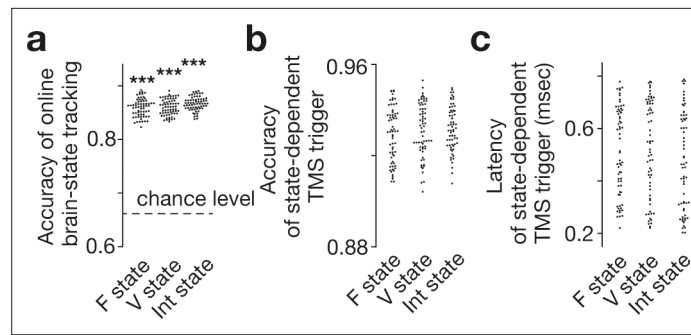 a
Accuracy of online
brain-state tracking
0.8
0.6
***
***
***
chance level
F state
V state
Int state
b
Accuracy
of state-dependent
TMS trigger
0.96
0.88
F state
V state
Int state
c
Latency
of state-dependent
TMS trigger (msec)
0.6
0.2
F state
V state
Int state